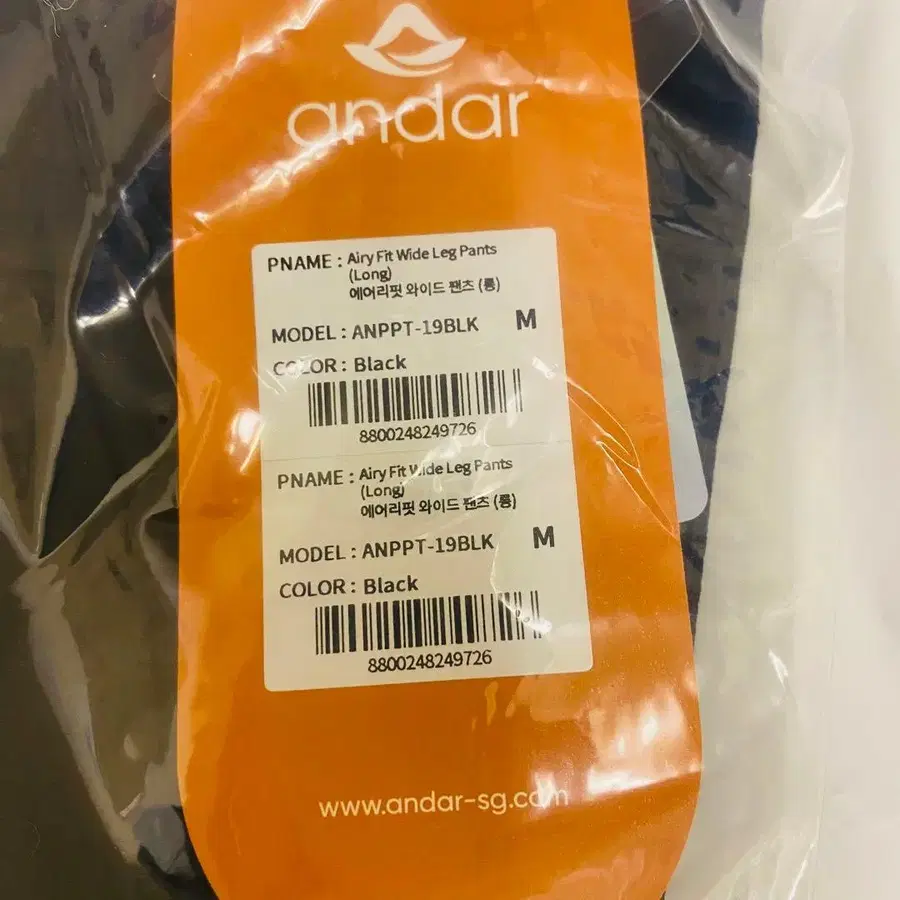 andar
PNAME : Airy Fit Wide Leg Pants
(Long)
에어리핏 와이드 팬츠 (롱)
MODEL : ANPPT-19BLK M
COLOR : Black
8800248249726
PNAME : Airy Fit Wide Leg Pants
(Long)
에어리핏 와이드 팬츠 (롱)
MODEL : ANPPT-19BLK M
COLOR : Black
8800248249726
www.andar-sg.com